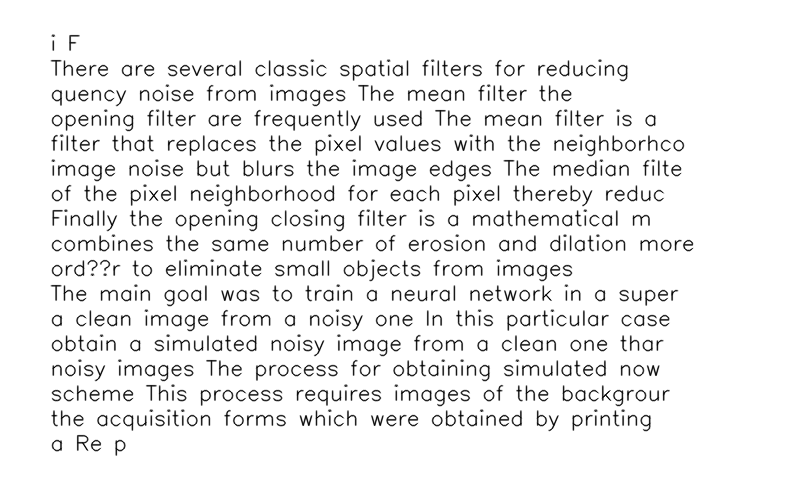 i F
There are several classic spatial filters for reducing
quency noise from images The mean filter the
opening filter are frequently used The mean filter is a
filter that replaces the pixel values with the neighborhco
image noise but blurs the image edges The median filte
of the pixel neighborhood for each pixel thereby reduc
Finally the opening closing filter is a mathematical m
combines the same number of erosion and dilation more
ord??r to eliminate small objects from images
The main goal was to train a neural network in a super
a clean image from a noisy one In this particular case
obtain a simulated noisy image from a clean one thar
noisy images The process for obtaining simulated now
scheme This process requires images of the backgrour
the acquisition forms which were obtained by printing
a Re p